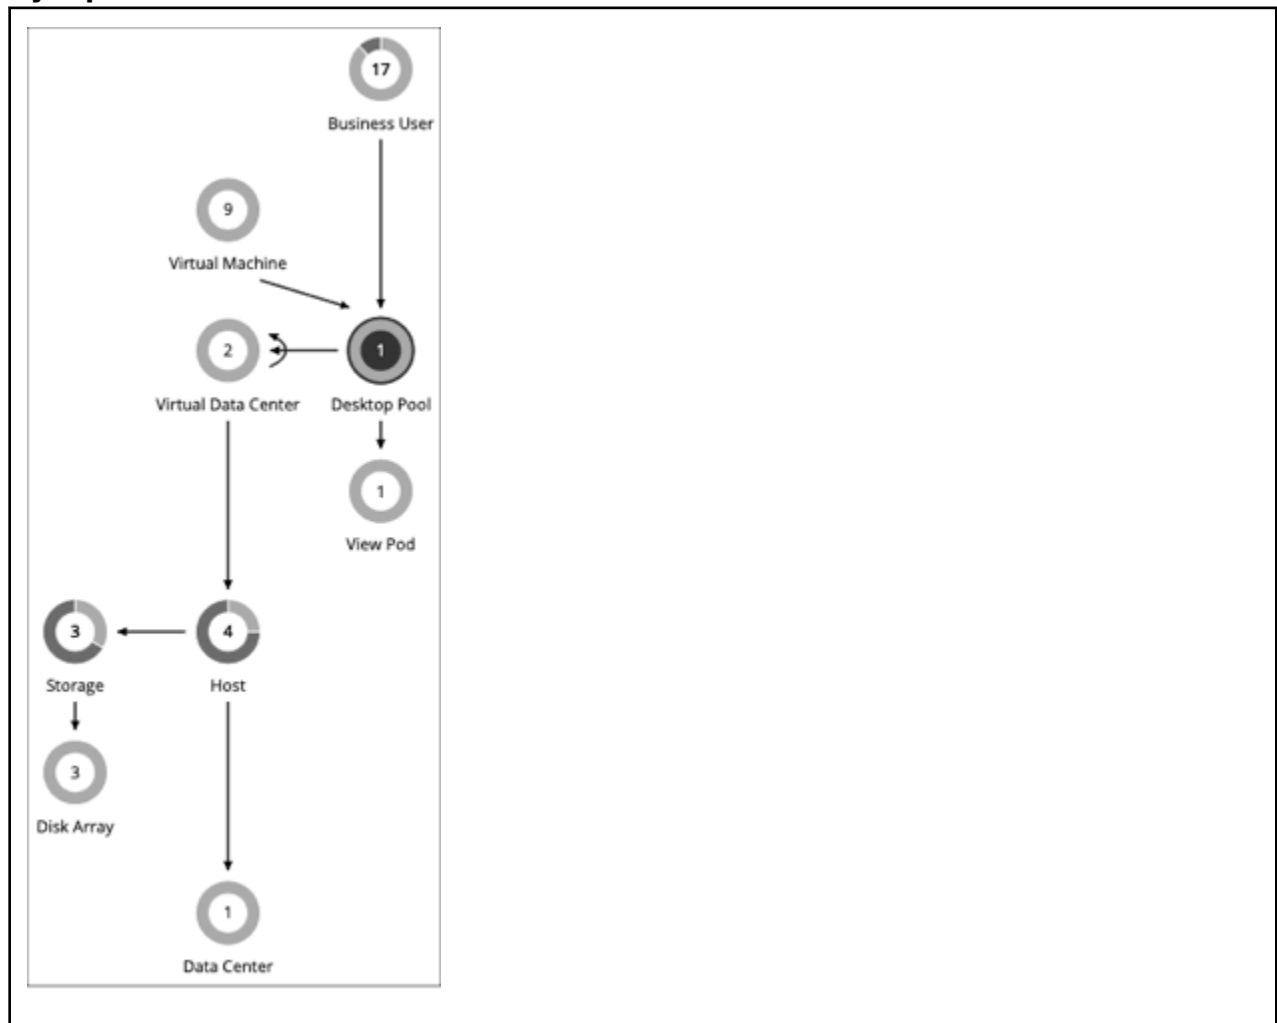 17
Business User
9
Virtual Machine
2
1
Virtual Data Center
Desktop Pool
1
View Pod
3
4
Storage
Host
3
Disk Array
1
Data Center